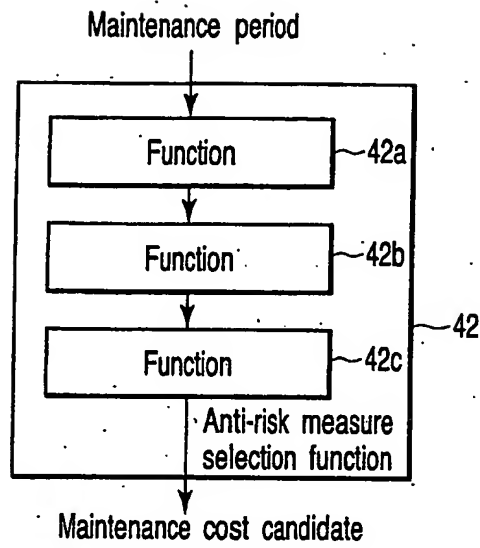 Maintenance period
Function
42a
Function
42b
42
Function
42c
Anti-risk measure
selection function
Maintenance cost candidate